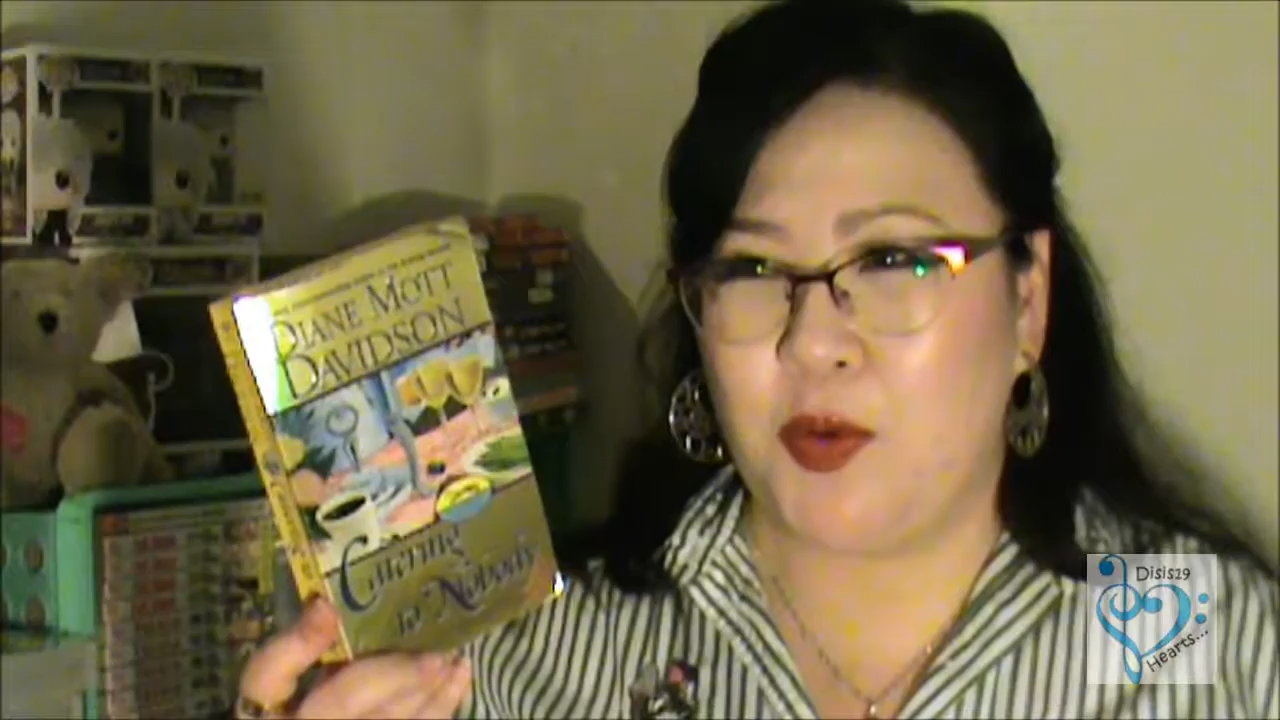 DIANE MOTT
DAVIDSON
Catering
to Nobody
Disis29
Hearts...